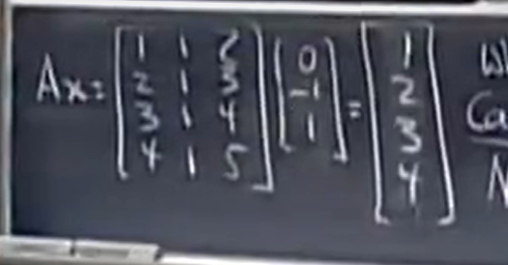 Ax = [1 1 2] [0] = [1] W
[2 1 3] [-1] [2]
[3 1 4] [1] [3] Ca
[4 1 5] [4] N